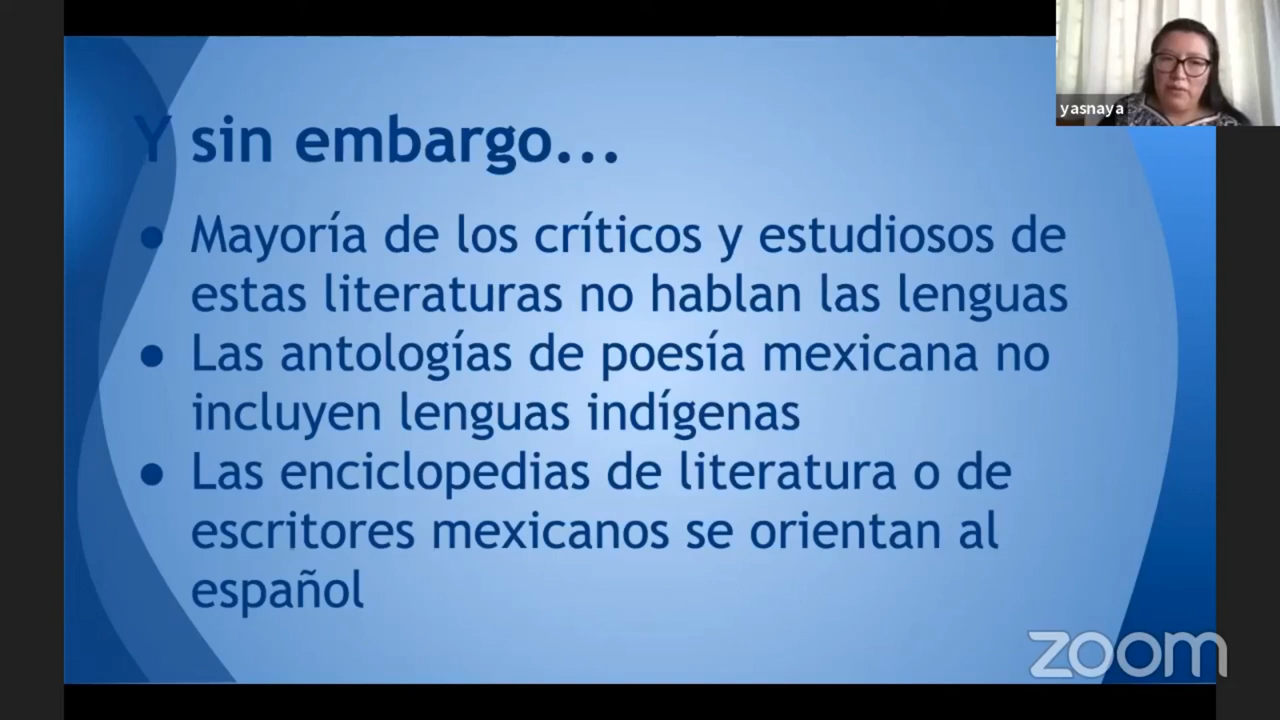 yasnaya
Y sin embargo...
● Mayoría de los críticos y estudiosos de
estas literaturas no hablan las lenguas
● Las antologías de poesía mexicana no
incluyen lenguas indígenas
● Las enciclopedias de literatura o de
escritores mexicanos se orientan al
español
zoom